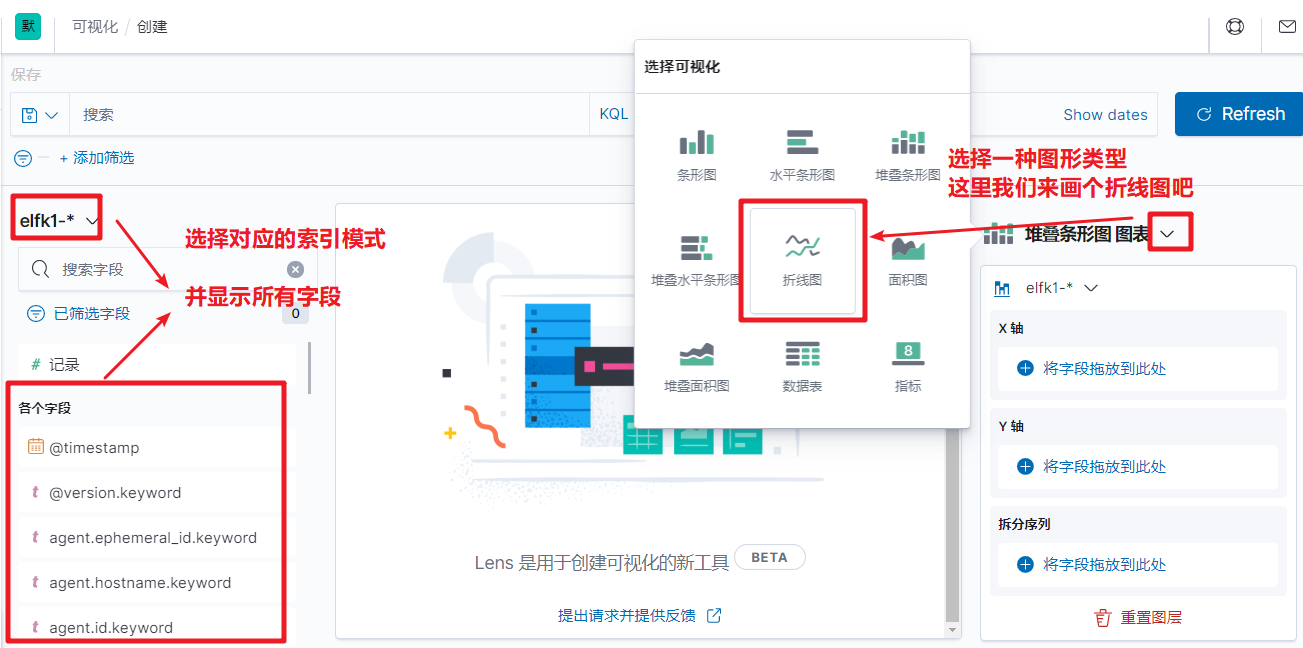 默
可视化 / 创建
保存
搜索
KQL
Show dates
Refresh
+ 添加筛选
选择可视化
条形图
水平条形图
堆叠条形图
堆叠水平条形图
折线图
面积图
堆叠面积图
数据表
8
指标
选择一种图形类型
这里我们来画个折线图吧
elfk1-*
选择对应的索引模式
并显示所有字段
搜索字段
已筛选字段
0
# 记录
各个字段
@timestamp
t @version.keyword
t agent.ephemeral_id.keyword
t agent.hostname.keyword
t agent.id.keyword
Lens 是用于创建可视化的新工具
BETA
提出请求并提供反馈
堆叠条形图 图表
elfk1-*
X 轴
将字段拖放到此处
Y 轴
将字段拖放到此处
拆分序列
将字段拖放到此处
重置图层